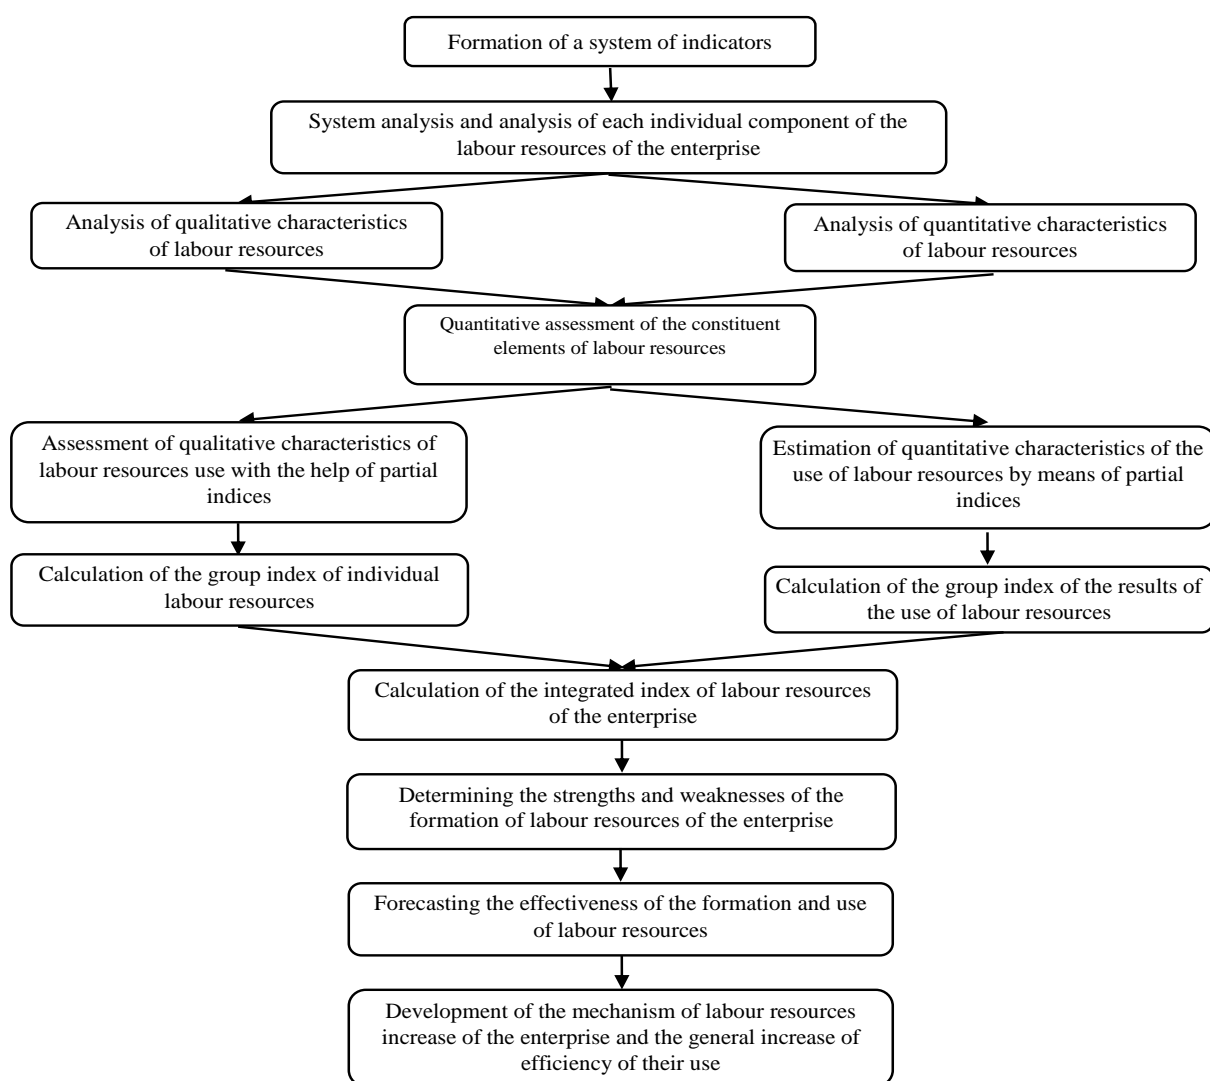 Formation of a system of indicators
System analysis and analysis of each individual component of the
labour resources of the enterprise
Analysis of qualitative characteristics
of labour resources
Analysis of quantitative characteristics
of labour resources
Quantitative assessment of the constituent
elements of labour resources
Assessment of qualitative characteristics of
labour resources use with the help of partial
indices
Estimation of quantitative characteristics of the
use of labour resources by means of partial
indices
Calculation of the group index of individual
labour resources
Calculation of the group index of the results of
the use of labour resources
Calculation of the integrated index of labour resources
of the enterprise
Determining the strengths and weaknesses of the
formation of labour resources of the enterprise
Forecasting the effectiveness of the formation and use
of labour resources
Development of the mechanism of labour resources
increase of the enterprise and the general increase of
efficiency of their use